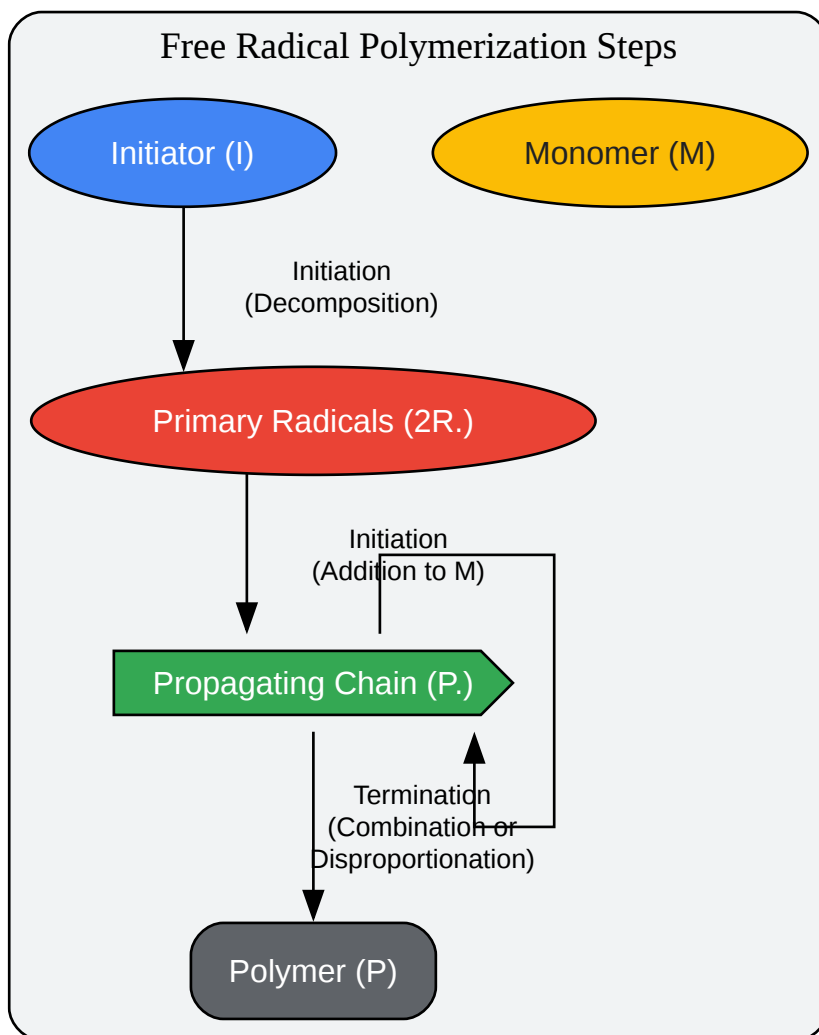 Free Radical Polymerization Steps
Initiator (I)
Monomer (M)
Initiation
(Decomposition)
Primary Radicals (2R.)
Initiation
(Addition to M)
Propagating Chain (P.)
Termination
(Combination or
Disproportionation)
Polymer (P)